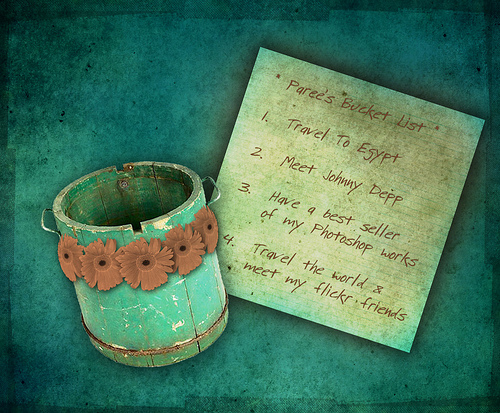 * Paree's Bucket List *
1. Travel To Egypt
2. Meet Johnny Depp
3. Have a best seller
of my Photoshop works
4. Travel the world &
meet my flickr friends